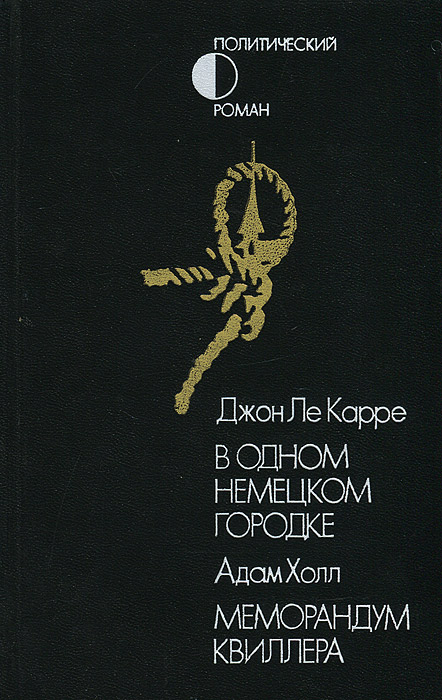 ПОЛИТИЧЕСКИЙ
РОМАН
Джон Ле Карре
В ОДНОМ
НЕМЕЦКОМ
ГОРОДКЕ
Адам Холл
МЕМОРАНДУМ
КВИЛЛЕРА